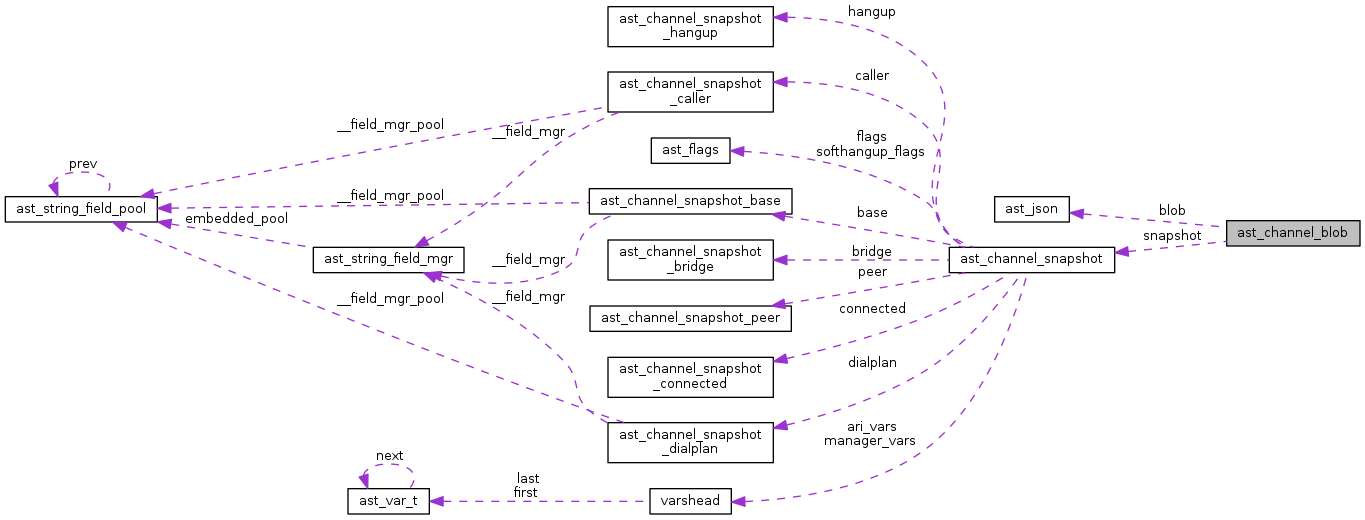 hangup
ast_channel_snapshot
_hangup
caller
ast_channel_snapshot
_caller
__field_mgr_pool
__field_mgr
flags
softhangup_flags
ast_flags
prev
ast_string_field_pool
__field_mgr_pool
embedded_pool
ast_channel_snapshot_base
base
ast_json
blob
snapshot
ast_channel_blob
ast_string_field_mgr
__field_mgr
ast_channel_snapshot
_bridge
bridge
ast_channel_snapshot
peer
__field_mgr_pool
__field_mgr
ast_channel_snapshot_peer
connected
ast_channel_snapshot
_connected
dialplan
ast_channel_snapshot
_dialplan
ari_vars
manager_vars
next
ast_var_t
last
first
varshead